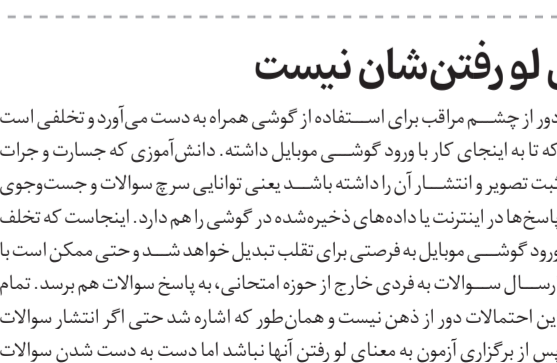 لو رفتن‌شان نیست
دور از چشم مراقب برای استفاده از گوشی همراه به دست می‌آورد و تخلفی است
که تا به اینجای کار با ورود گوشی موبایل داشته. دانش‌آموزی که جسارت و جرات
ثبت تصویر و انتشار آن را داشته باشد یعنی توانایی سرچ سوالات و جست‌وجوی
پاسخ‌ها در اینترنت یا داده‌های ذخیره‌شده در گوشی را هم دارد. اینجاست که تخلف
ورود گوشی موبایل به فرصتی برای تقلب تبدیل خواهد شد و حتی ممکن است با
رسال سوالات به فردی خارج از حوزه امتحانی، به پاسخ سوالات هم برسد. تمام
ین احتمالات دور از ذهن نیست و همان‌طور که اشاره شد حتی اگر انتشار سوالات
پس از برگزاری آزمون به معنای لو رفتن آنها نباشد اما دست به دست شدن سوالات